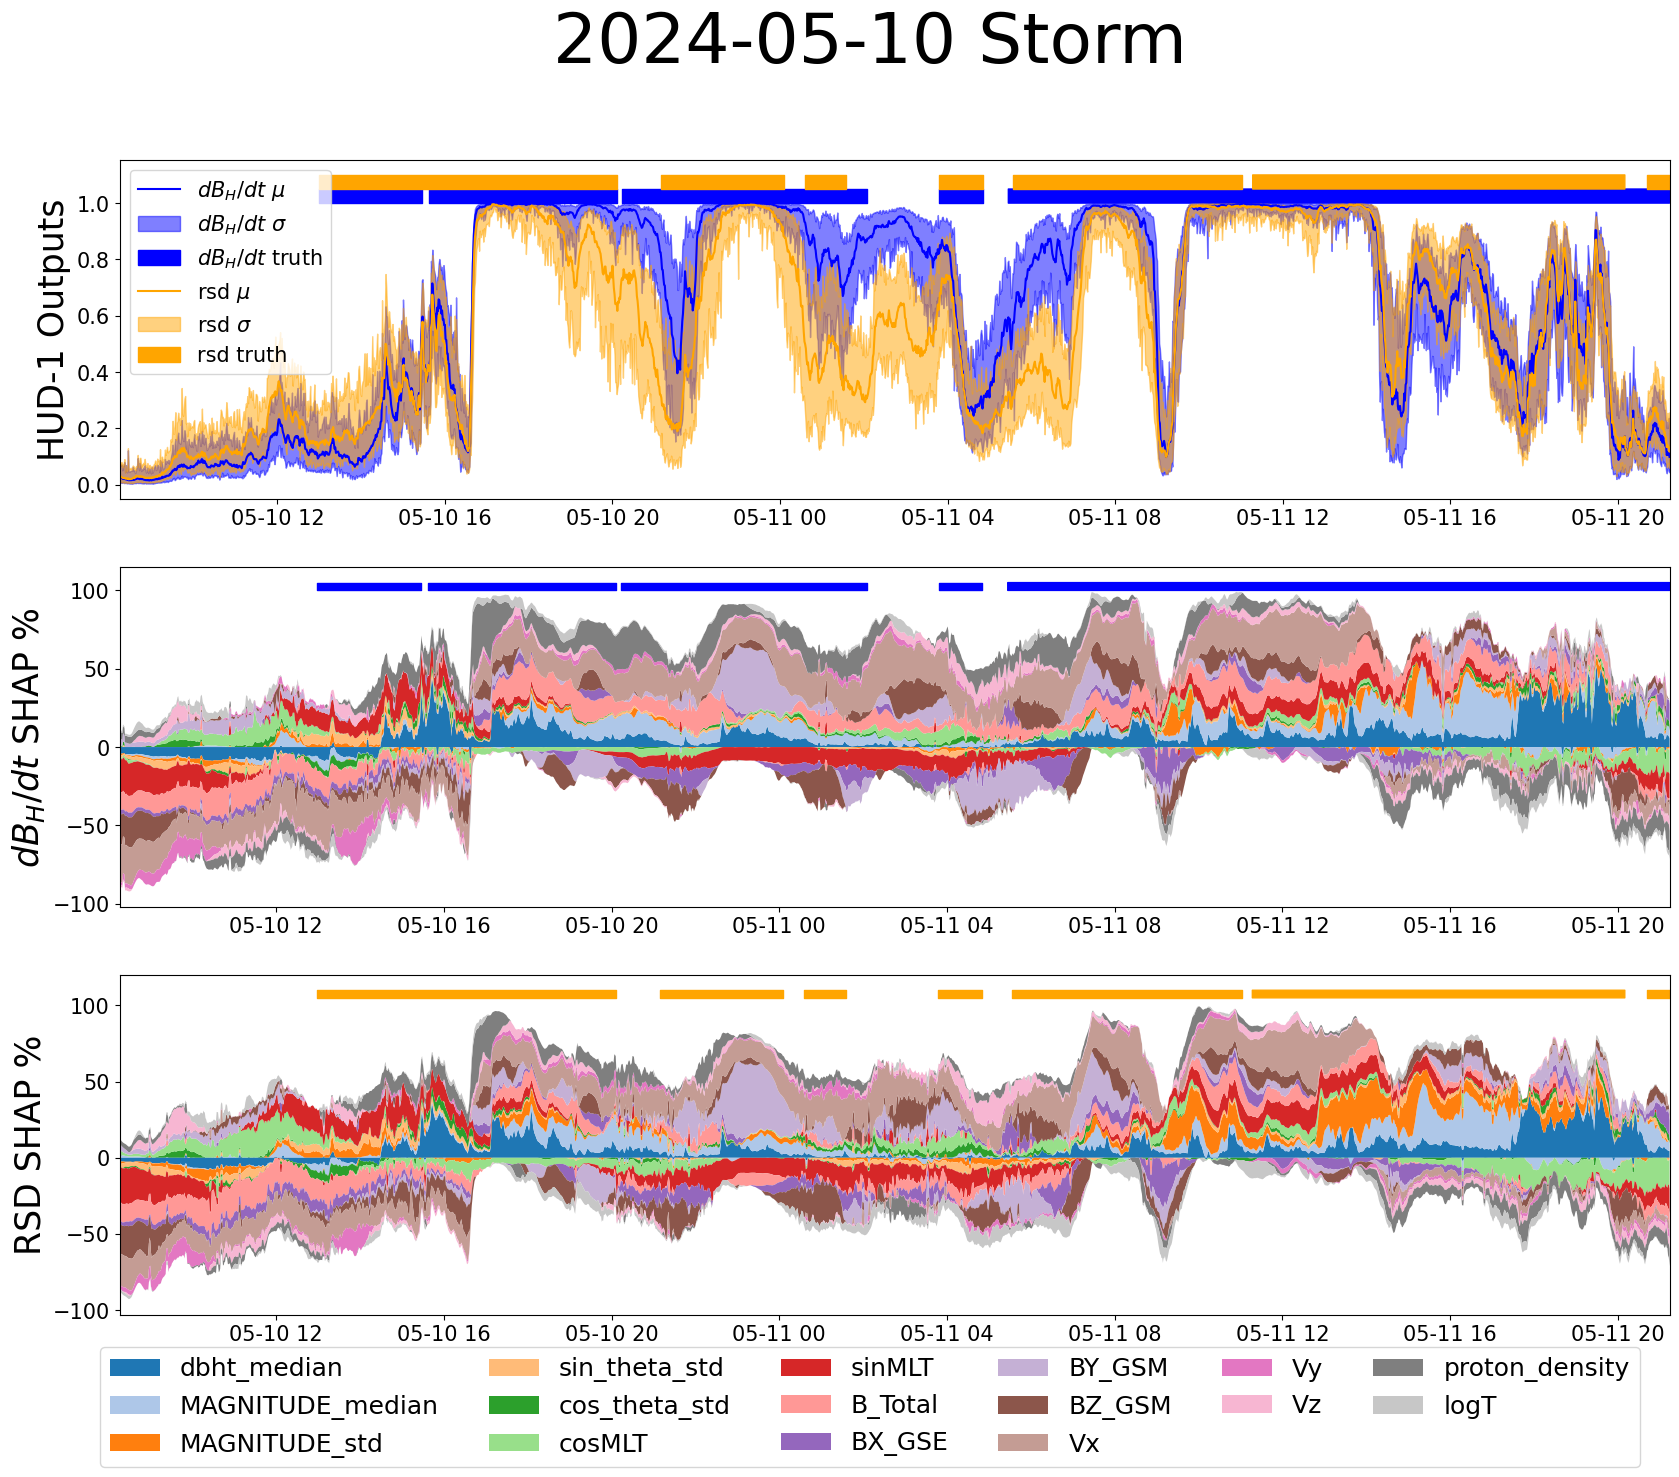 2024-05-10 Storm
HUD-1 Outputs
1.0
0.8
0.6
0.4
0.2
0.0
dB_H/dt μ
dB_H/dt σ
dB_H/dt truth
rsd μ
rsd σ
rsd truth
05-10 12 05-10 16 05-10 20 05-11 00 05-11 04 05-11 08 05-11 12 05-11 16 05-11 20
dB_H/dt SHAP %
100
50
0
−50
−100
05-10 12 05-10 16 05-10 20 05-11 00 05-11 04 05-11 08 05-11 12 05-11 16 05-11 20
RSD SHAP %
100
50
0
−50
−100
05-10 12 05-10 16 05-10 20 05-11 00 05-11 04 05-11 08 05-11 12 05-11 16 05-11 20
dbht_median sin_theta_std sinMLT BY_GSM Vy proton_density
MAGNITUDE_median cos_theta_std B_Total BZ_GSM Vz logT
MAGNITUDE_std cosMLT BX_GSE Vx